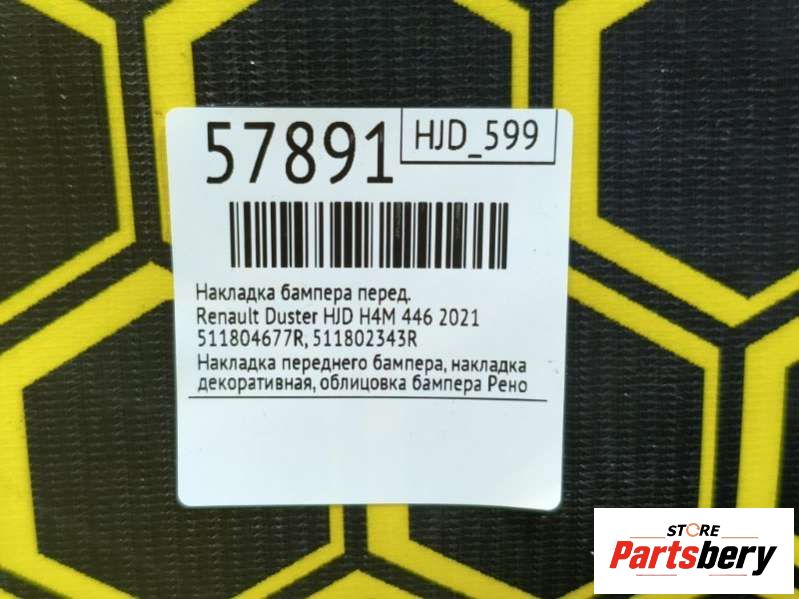 57891
HJD_599
Накладка бампера перед.
Renault Duster HJD H4M 446 2021
511804677R, 511802343R
Накладка переднего бампера, накладка
декоративная, облицовка бампера Рено
STORE
Partsbery